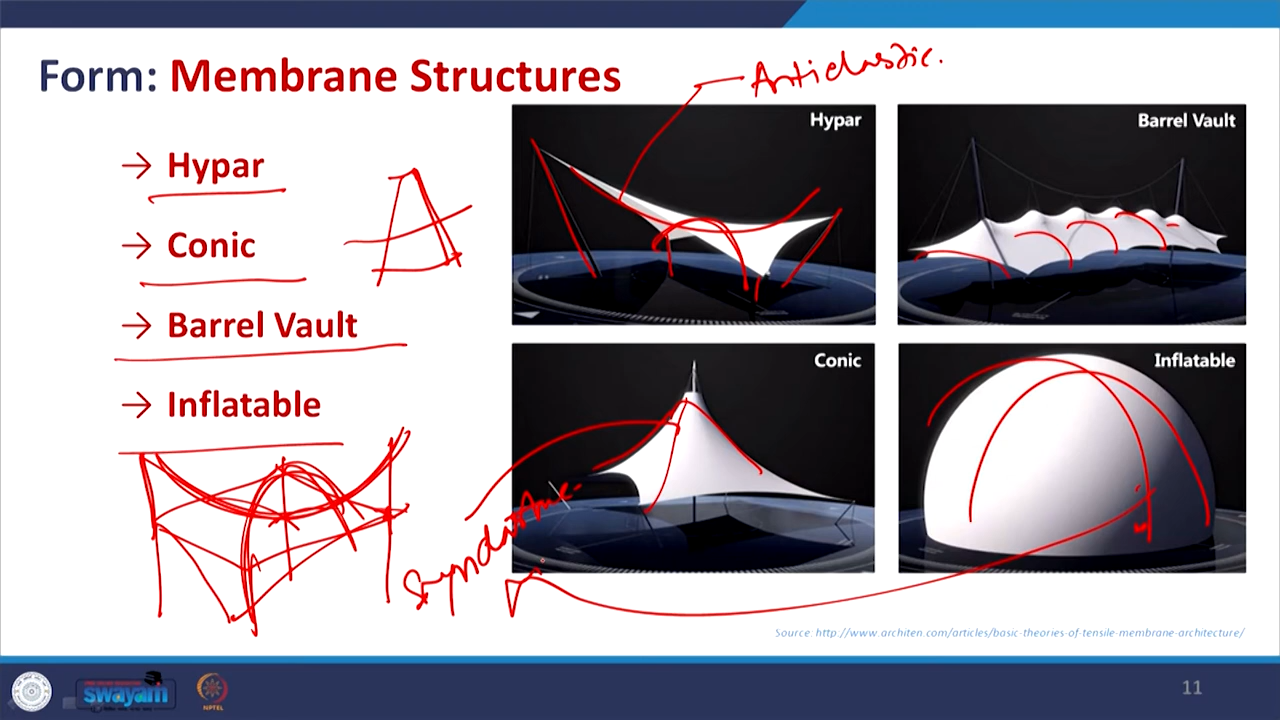 Form: Membrane Structures
Anticlastic.
→ Hypar
→ Conic
→ Barrel Vault
→ Inflatable
Hypar
Barrel Vault
Conic
Inflatable
A
Source: http://www.architen.com/articles/basic-theories-of-tensile-membrane-architecture/
swayam
NPTEL
11